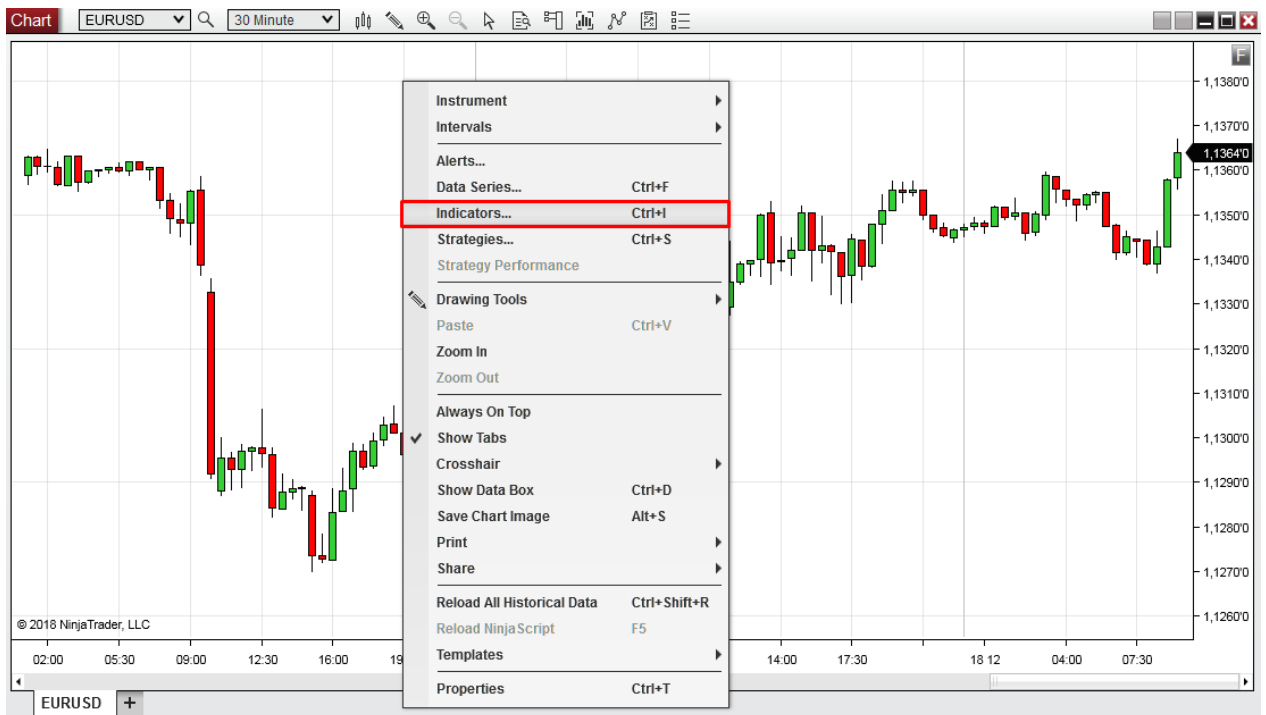 Chart EURUSD 30 Minute
F
1,1380'0
1,1370'0
1,1364'0
1,1360'0
1,1350'0
1,1340'0
1,1330'0
1,1320'0
1,1310'0
1,1300'0
1,1290'0
1,1280'0
1,1270'0
1,1260'0
Instrument
Intervals
Alerts...
Data Series... Ctrl+F
Indicators... Ctrl+I
Strategies... Ctrl+S
Strategy Performance
Drawing Tools
Paste Ctrl+V
Zoom In
Zoom Out
Always On Top
Show Tabs
Crosshair
Show Data Box Ctrl+D
Save Chart Image Alt+S
Print
Share
Reload All Historical Data Ctrl+Shift+R
Reload NinjaScript F5
Templates
Properties Ctrl+T
© 2018 NinjaTrader, LLC
02:00 05:30 09:00 12:30 16:00 19 14:00 17:30 18 12 04:00 07:30
EURUSD +